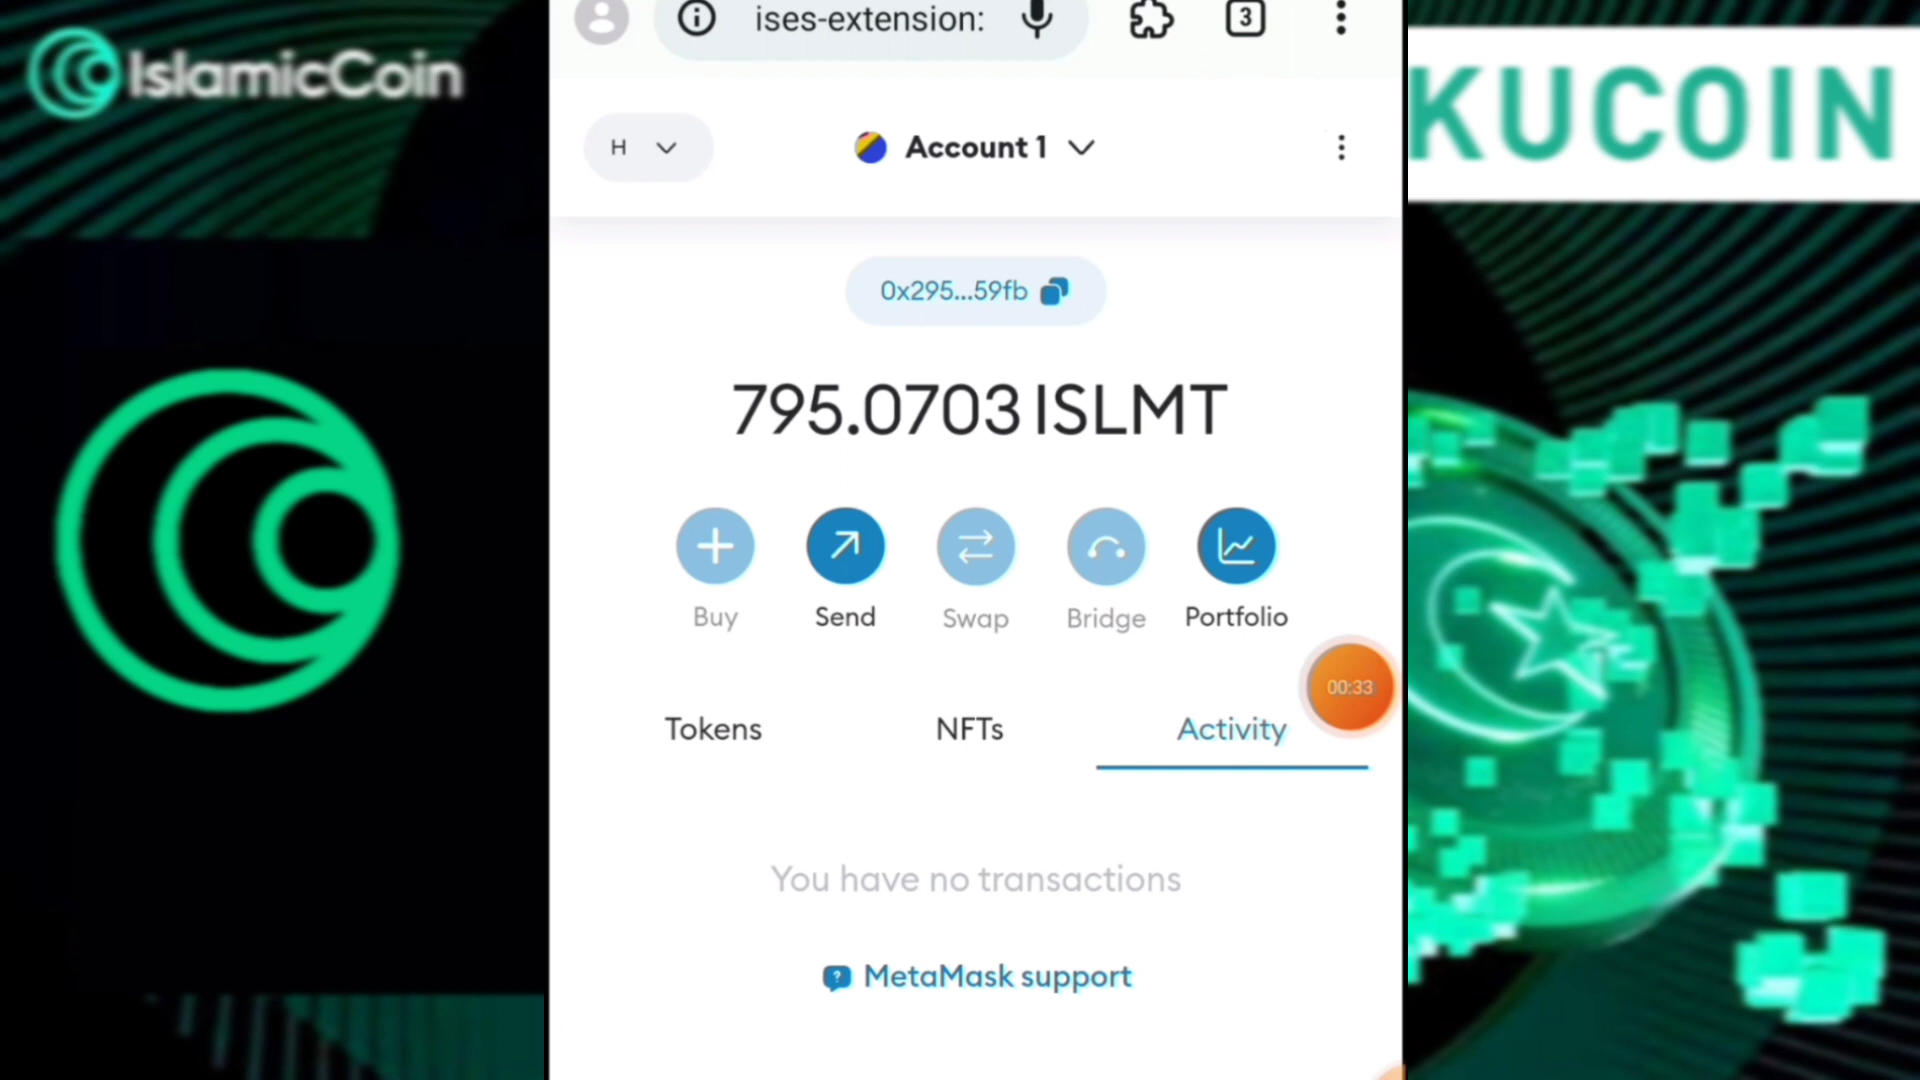 IslamicCoin
ises-extension:
3
KUCOIN
H
Account 1
0x295...59fb
795.0703 ISLMT
Buy
Send
Swap
Bridge
Portfolio
00:33
Tokens
NFTs
Activity
You have no transactions
MetaMask support